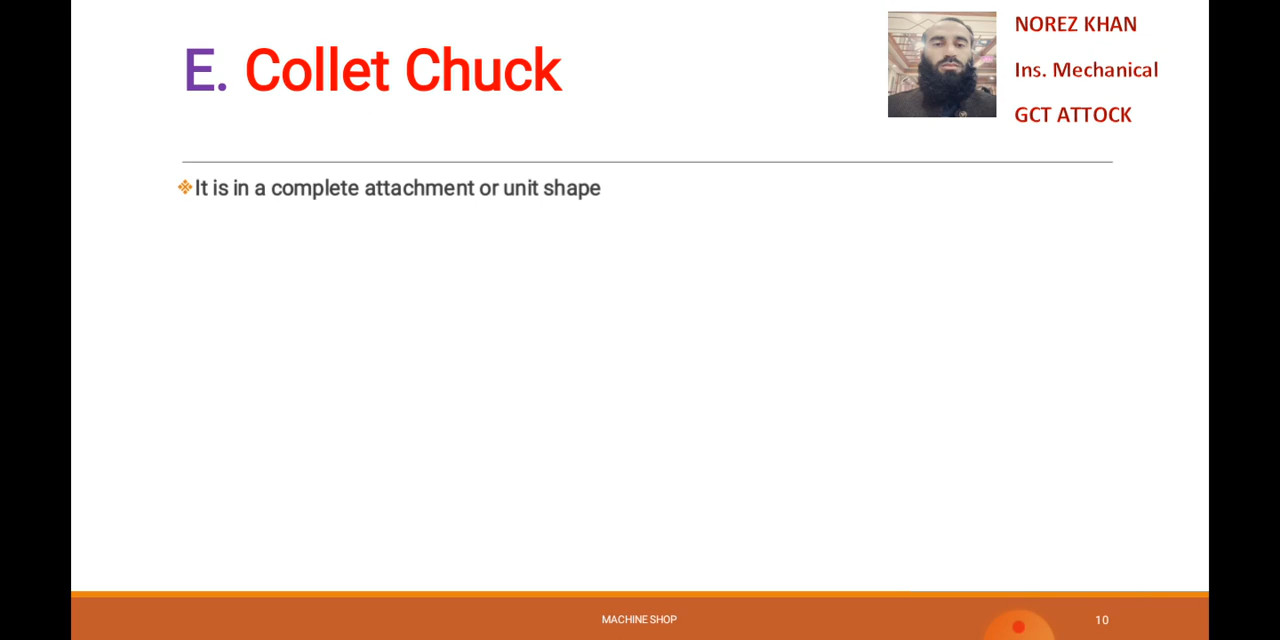 E. Collet Chuck
NOREZ KHAN
Ins. Mechanical
GCT ATTOCK
It is in a complete attachment or unit shape
MACHINE SHOP
10